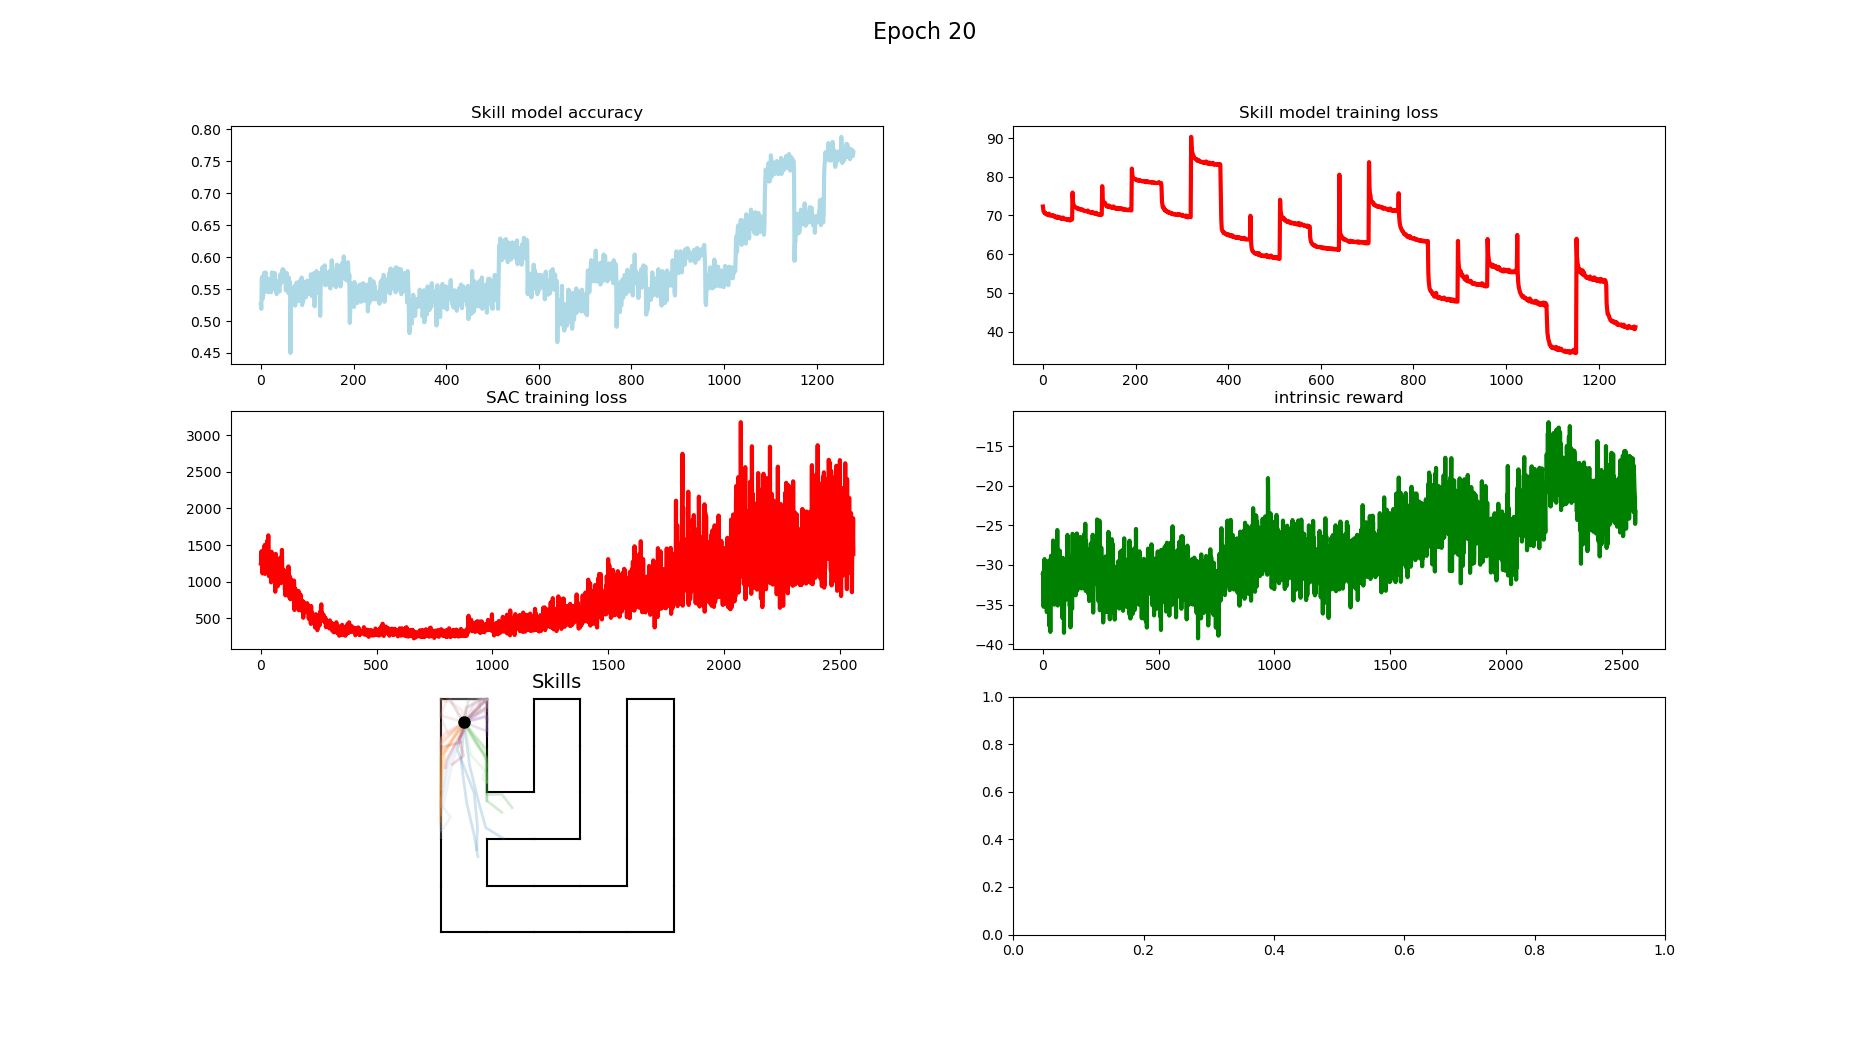 Epoch 20
Skill model accuracy
0.80
0.75
0.70
0.65
0.60
0.55
0.50
0.45
0 200 400 600 800 1000 1200
Skill model training loss
90
80
70
60
50
40
0 200 400 600 800 1000 1200
SAC training loss
3000
2500
2000
1500
1000
500
0 500 1000 1500 2000 2500
intrinsic reward
−15
−20
−25
−30
−35
−40
0 500 1000 1500 2000 2500
Skills
1.0
0.8
0.6
0.4
0.2
0.0
0.0 0.2 0.4 0.6 0.8 1.0